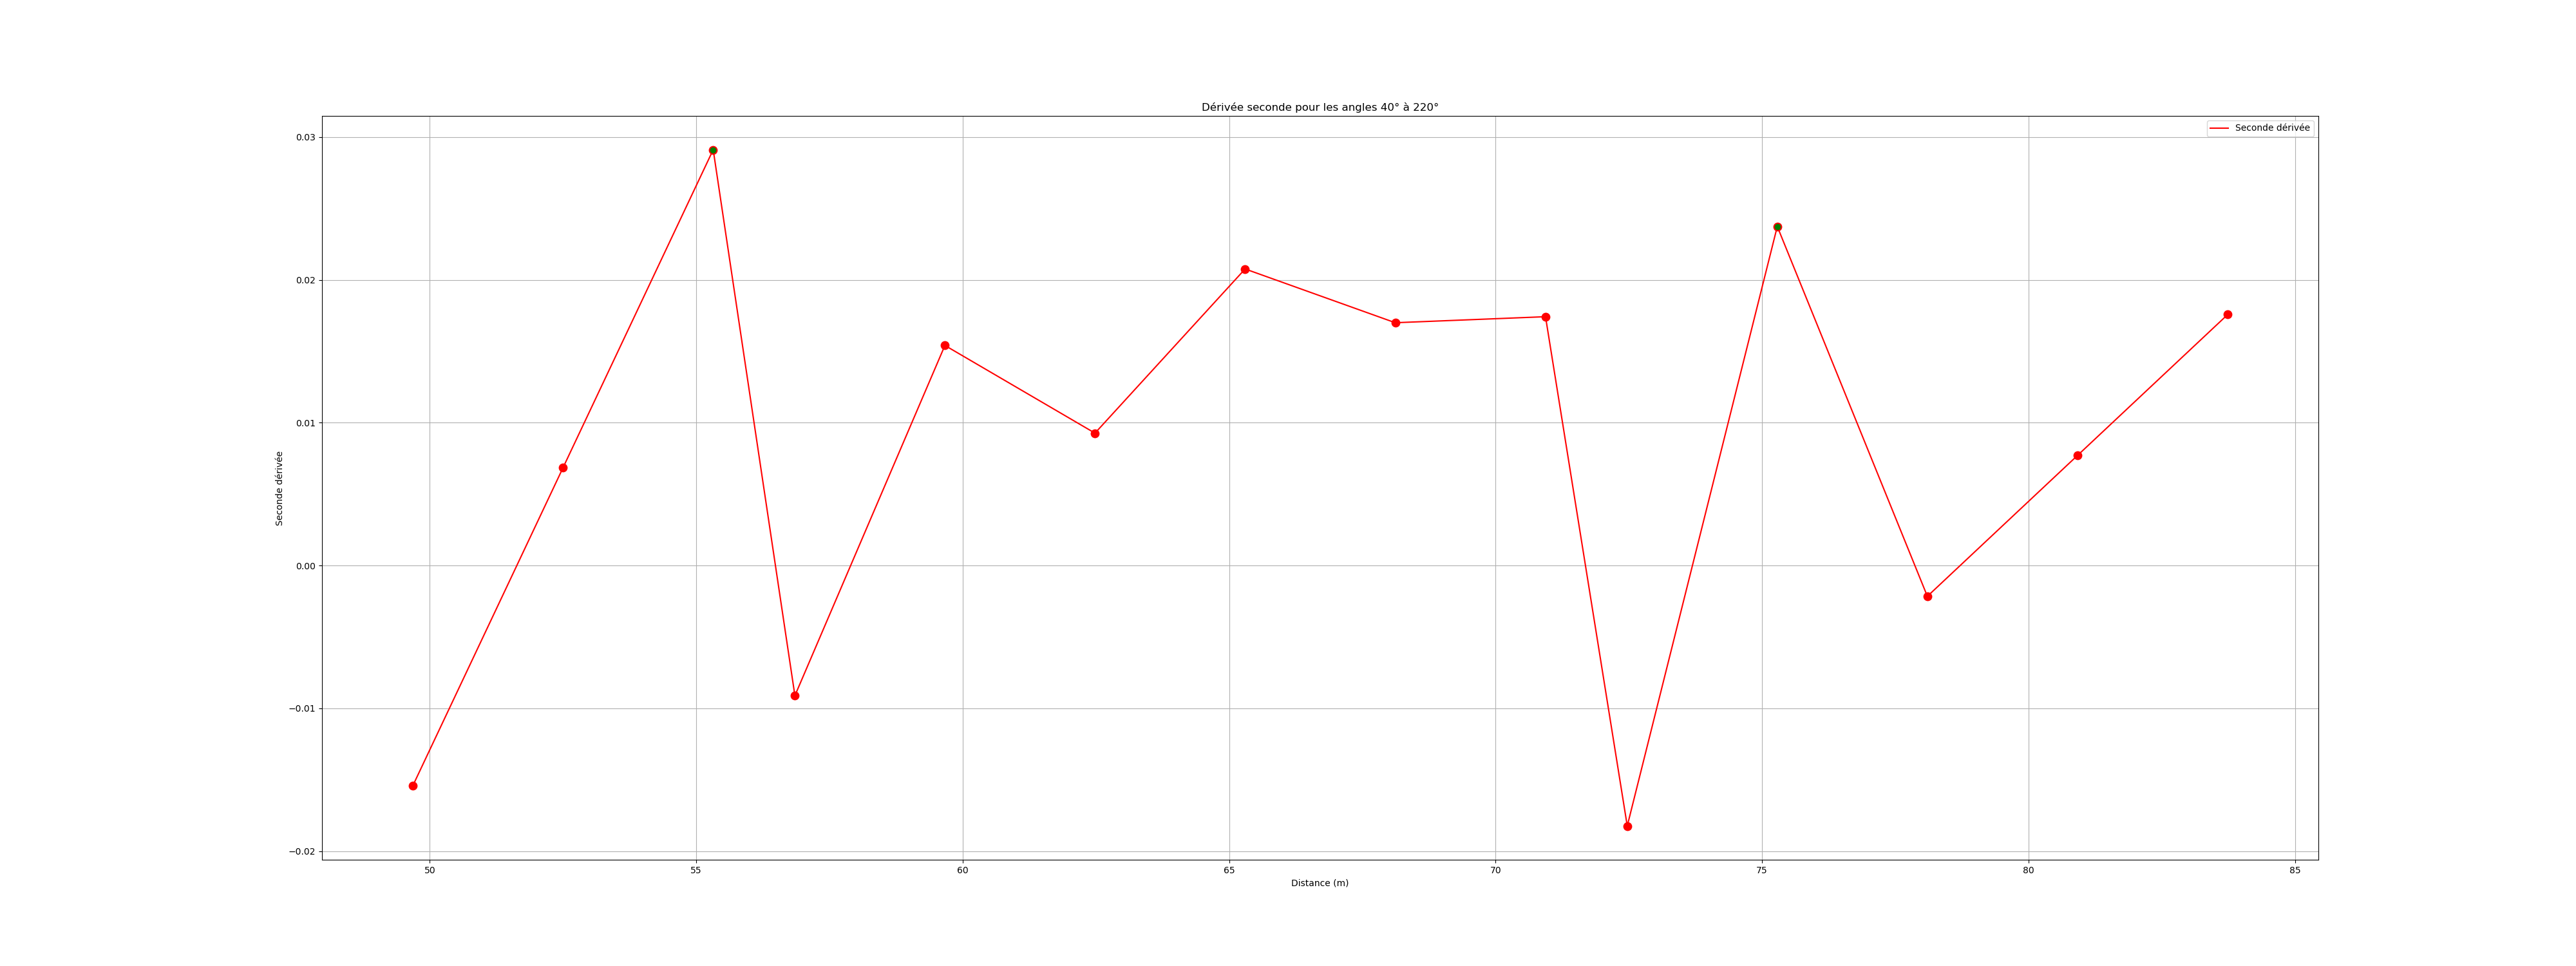 Dérivée seconde pour les angles 40° à 220°
Seconde dérivée
0.03
0.02
0.01
0.00
−0.01
−0.02
Seconde dérivée
50 55 60 65 70 75 80 85
Distance (m)